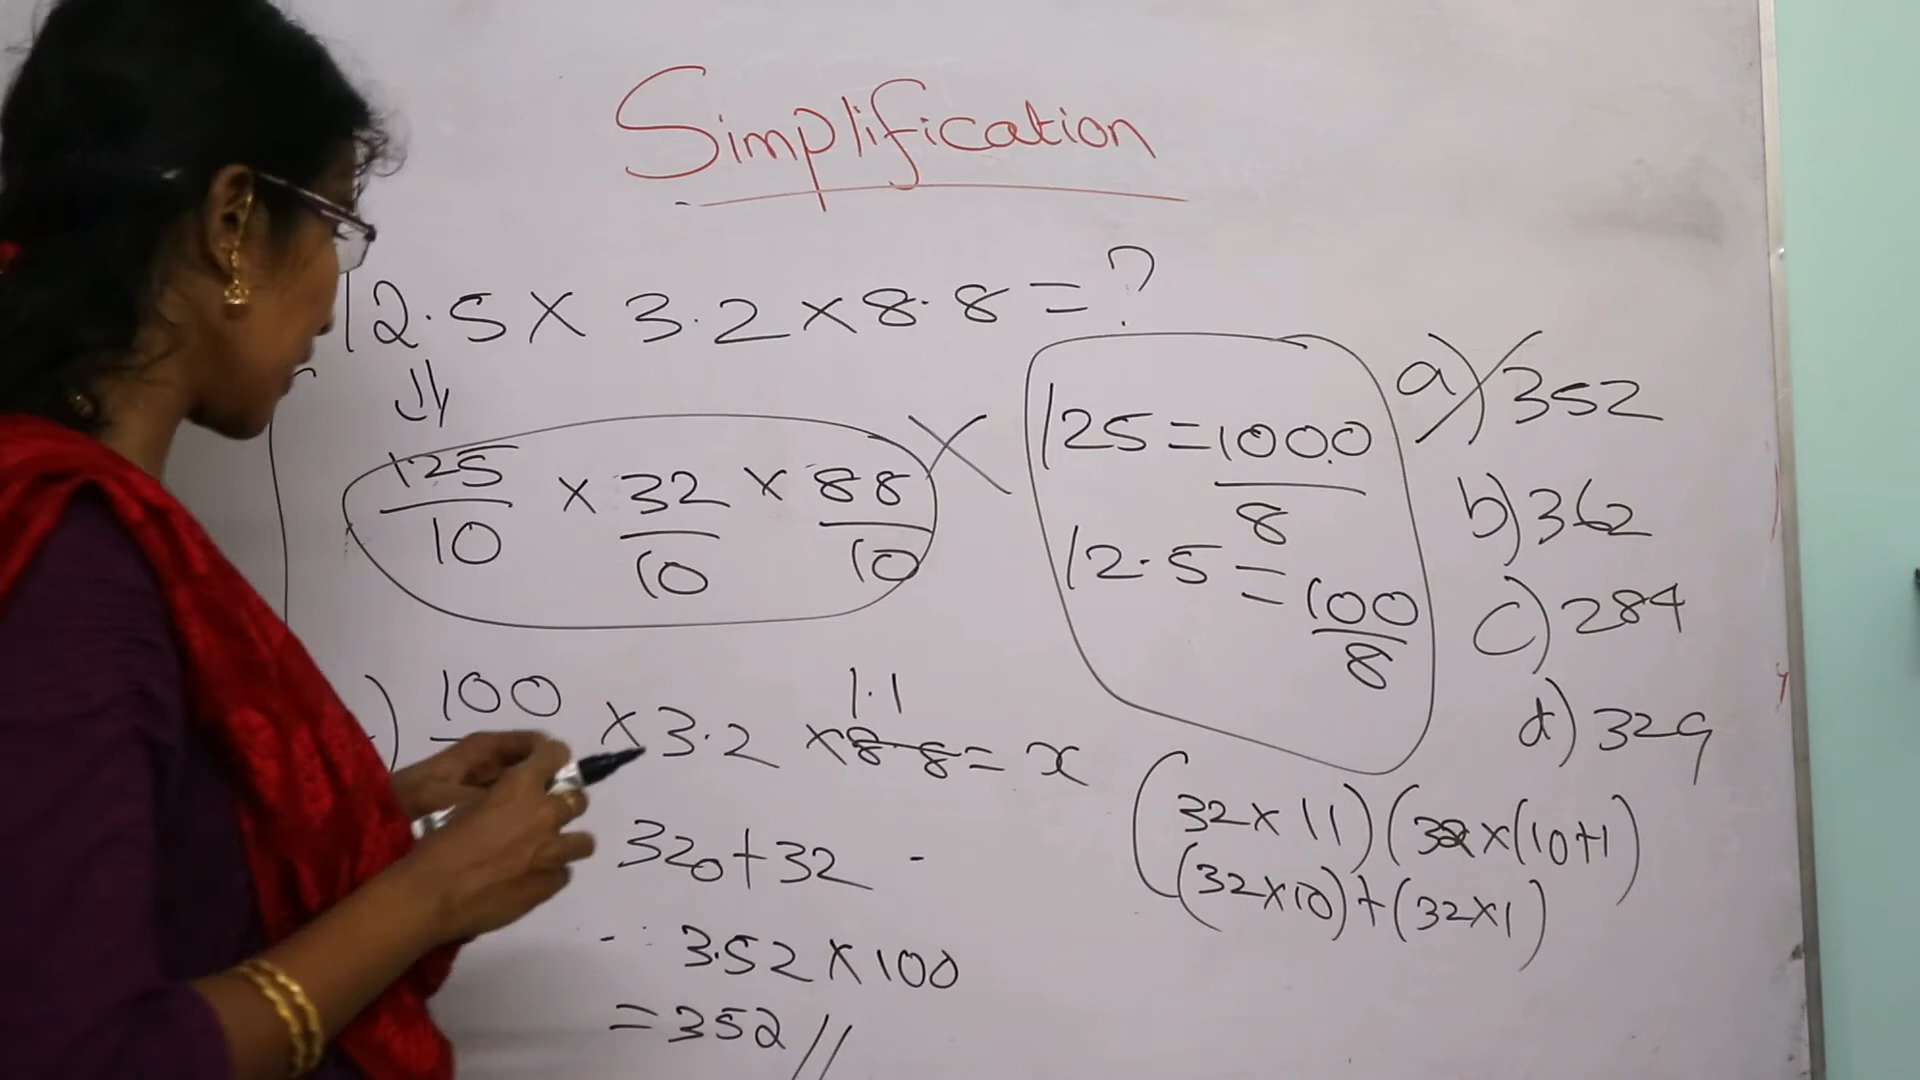 Simplification
12.5 × 3.2 × 8.8 = ?
125/10 × 32/10 × 88/10
125 = 1000/8
12.5 = 100/8
a) 352
b) 362
c) 284
d) 329
100 × 3.2 × 8.8 = x
1.1
(32 × 11) (32 × (10+1)
(32×10) + (32×1)
320 + 32
3.52 × 100
= 352 //